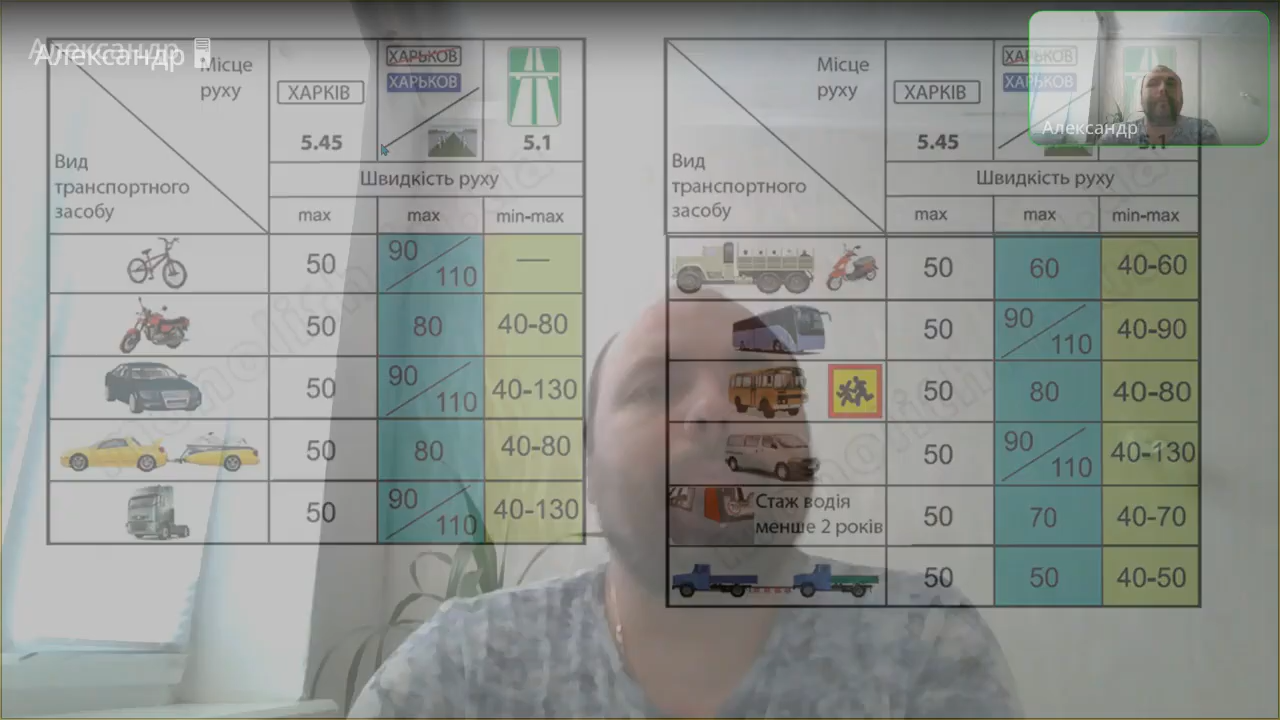 Александр
Місце
руху
ХАРКІВ
5.45
ХАРЬКОВ
ХАРЬКОВ
5.1
Вид
транспортного
засобу
Швидкість руху
max
max
min-max
50
90
110
—
50
80
40-80
50
90
110
40-130
50
80
40-80
50
90
110
40-130
Місце
руху
ХАРКІВ
5.45
ХАРЬКОВ
ХАРЬКОВ
5.1
Александр
Вид
транспортного
засобу
Швидкість руху
max
max
min-max
50
60
40-60
50
90
110
40-90
50
80
40-80
50
90
110
40-130
Стаж водія
менше 2 років
50
70
40-70
50
50
40-50